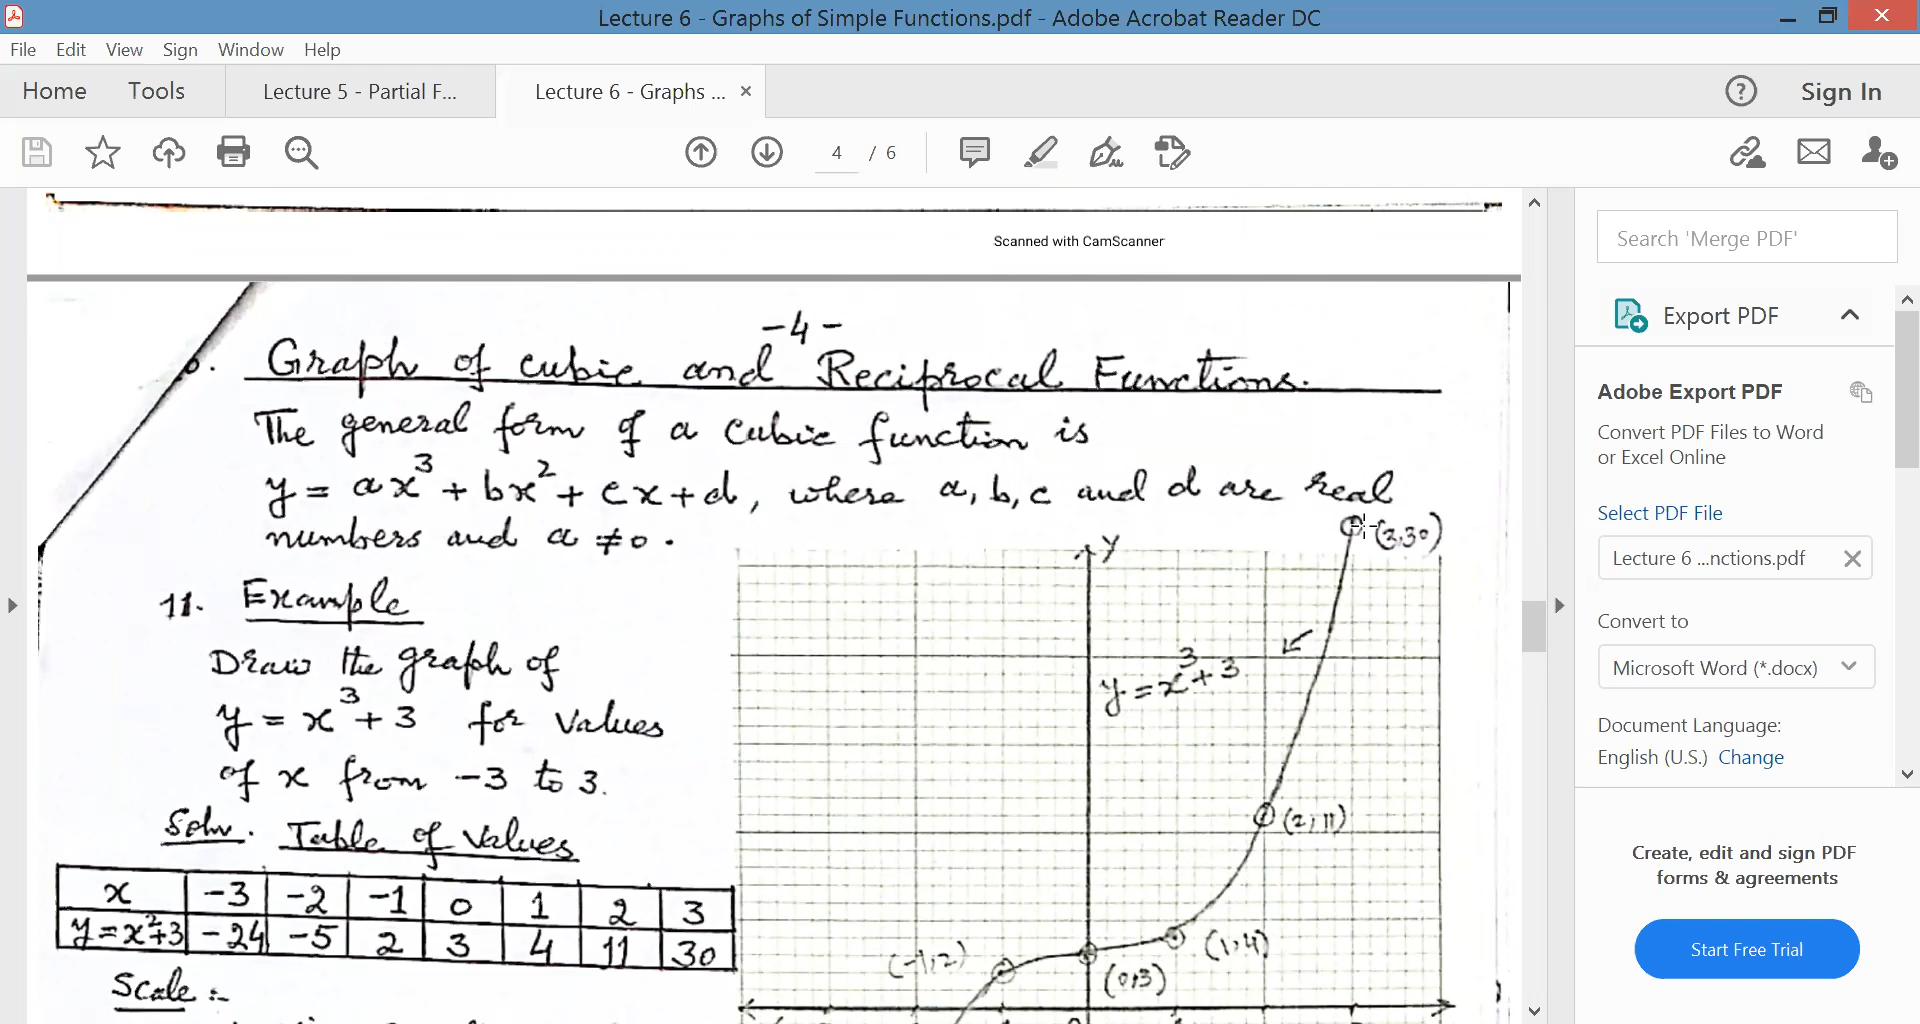 Lecture 6 - Graphs of Simple Functions.pdf - Adobe Acrobat Reader DC
File Edit View Sign Window Help
Home Tools Lecture 5 - Partial F... Lecture 6 - Graphs ... × Sign In
4 / 6
Scanned with CamScanner
-4-
Graph of cubic and Reciprocal Functions.
The general form of a cubic function is
y = ax³ + bx² + cx + d, where a, b, c and d are real
numbers and a ≠ 0.
11. Example
Draw the graph of
y = x³ + 3 for values
of x from -3 to 3.
Soln. Table of values
x -3 -2 -1 0 1 2 3
y = x²+3 -24 -5 2 3 4 11 30
Scale :-
y
(3,30)
y = x³ + 3
(2,11)
(1,4)
(-1,2)
(0,3)
Search 'Merge PDF'
Export PDF
Adobe Export PDF
Convert PDF Files to Word
or Excel Online
Select PDF File
Lecture 6 ...nctions.pdf
Convert to
Microsoft Word (*.docx)
Document Language:
English (U.S.) Change
Create, edit and sign PDF
forms & agreements
Start Free Trial